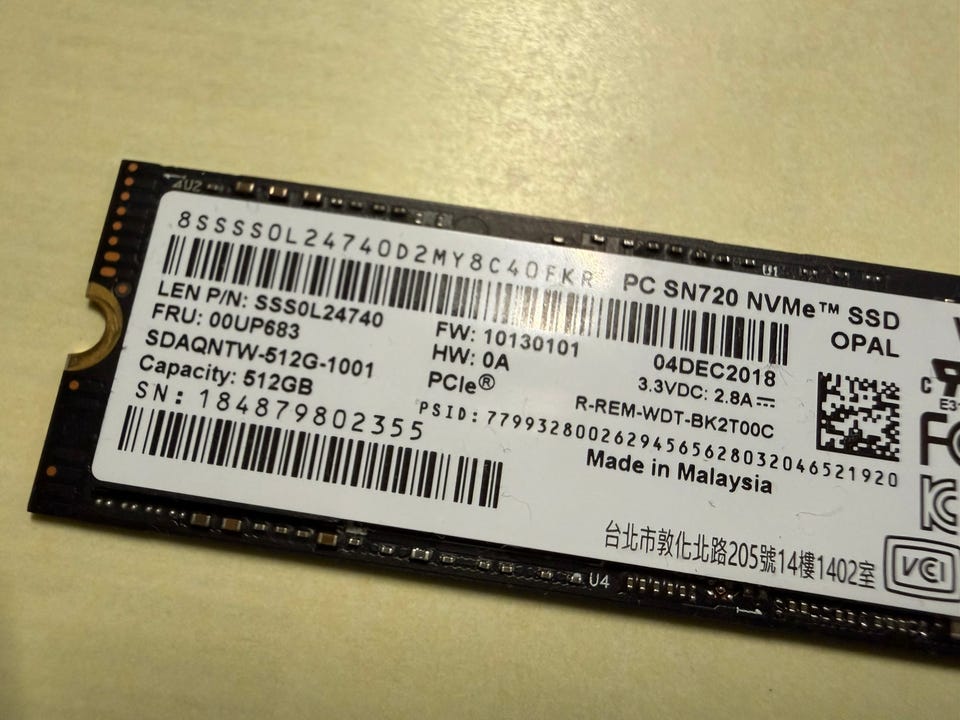 U2
8SSSS0L24740D2MY8C40FKR
PC SN720 NVMe™ SSD
OPAL
U1
LEN P/N: SSS0L24740
FRU: 00UP683
SDAQNTW-512G-1001
Capacity: 512GB
SN: 184879802355
FW: 10130101
HW: 0A
PCIe®
04DEC2018
3.3VDC: 2.8A
R-REM-WDT-BK2T00C
PSID: 77993280026294565628032046521920
Made in Malaysia
台北市敦化北路205號14樓1402室
E31
VCI
U4